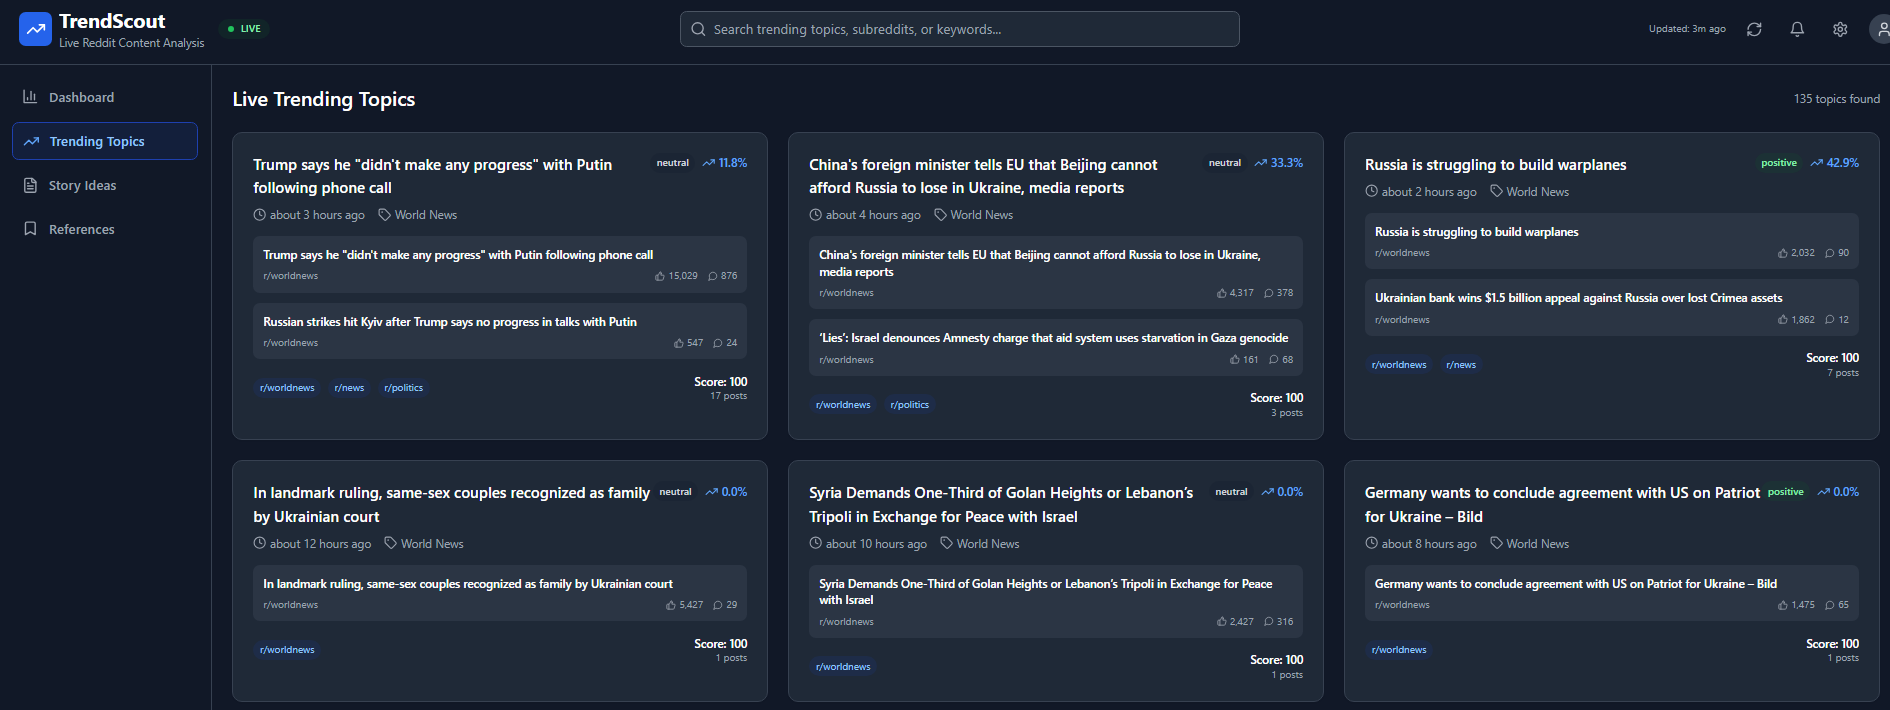 TrendScout
Live Reddit Content Analysis
LIVE
Search trending topics, subreddits, or keywords...
Updated: 3m ago
Dashboard
Trending Topics
Story Ideas
References
Live Trending Topics
135 topics found
Trump says he "didn't make any progress" with Putin
following phone call
neutral
11.8%
about 3 hours ago
World News
Trump says he "didn't make any progress" with Putin following phone call
r/worldnews
15,029
876
Russian strikes hit Kyiv after Trump says no progress in talks with Putin
r/worldnews
547
24
r/worldnews
r/news
r/politics
Score: 100
17 posts
China's foreign minister tells EU that Beijing cannot
afford Russia to lose in Ukraine, media reports
neutral
33.3%
about 4 hours ago
World News
China's foreign minister tells EU that Beijing cannot afford Russia to lose in Ukraine,
media reports
r/worldnews
4,317
378
‘Lies’: Israel denounces Amnesty charge that aid system uses starvation in Gaza genocide
r/worldnews
161
68
r/worldnews
r/politics
Score: 100
3 posts
Russia is struggling to build warplanes
positive
42.9%
about 2 hours ago
World News
Russia is struggling to build warplanes
r/worldnews
2,032
90
Ukrainian bank wins $1.5 billion appeal against Russia over lost Crimea assets
r/worldnews
1,862
12
r/worldnews
r/news
Score: 100
7 posts
In landmark ruling, same-sex couples recognized as family
by Ukrainian court
neutral
0.0%
about 12 hours ago
World News
In landmark ruling, same-sex couples recognized as family by Ukrainian court
r/worldnews
5,427
29
r/worldnews
Score: 100
1 posts
Syria Demands One-Third of Golan Heights or Lebanon’s
Tripoli in Exchange for Peace with Israel
neutral
0.0%
about 10 hours ago
World News
Syria Demands One-Third of Golan Heights or Lebanon’s Tripoli in Exchange for Peace
with Israel
r/worldnews
2,427
316
r/worldnews
Score: 100
1 posts
Germany wants to conclude agreement with US on Patriot
for Ukraine – Bild
positive
0.0%
about 8 hours ago
World News
Germany wants to conclude agreement with US on Patriot for Ukraine – Bild
r/worldnews
1,475
65
r/worldnews
Score: 100
1 posts